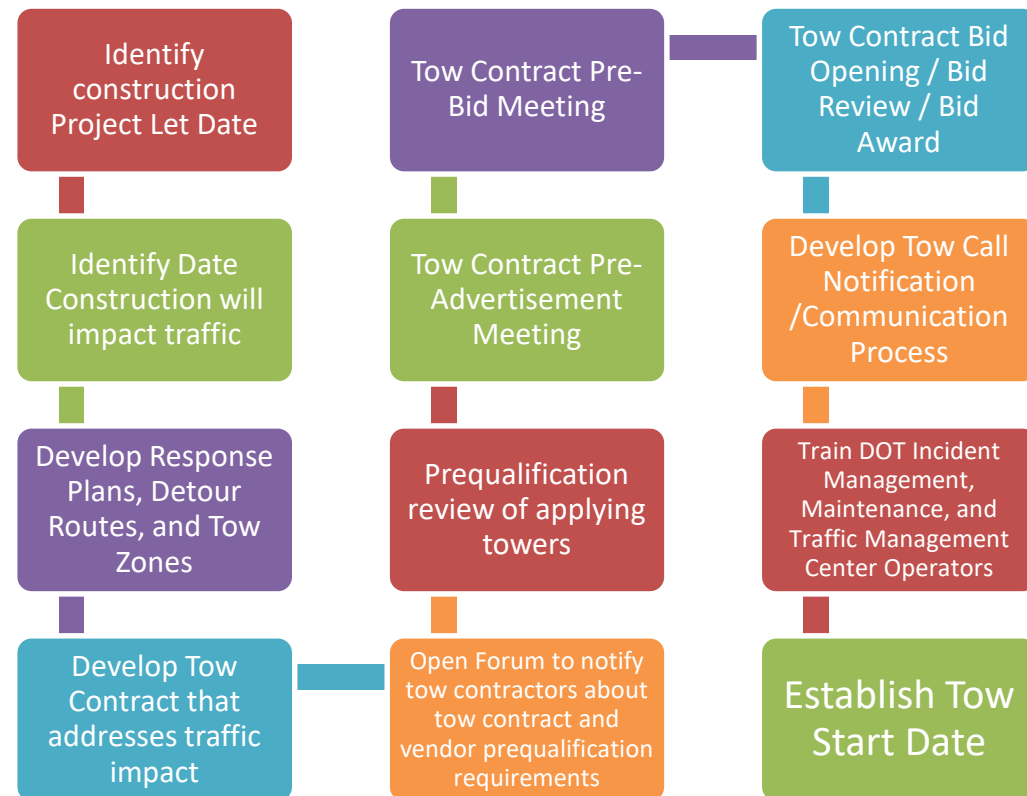 Identify
construction
Project Let Date
Identify Date
Construction will
impact traffic
Develop Response
Plans, Detour
Routes, and Tow
Zones
Develop Tow
Contract that
addresses traffic
impact
Open Forum to notify
tow contractors about
tow contract and
vendor prequalification
requirements
Prequalification
review of applying
towers
Tow Contract Pre-
Advertisement
Meeting
Tow Contract Pre-
Bid Meeting
Tow Contract Bid
Opening / Bid
Review / Bid
Award
Develop Tow Call
Notification
/Communication
Process
Train DOT Incident
Management,
Maintenance, and
Traffic Management
Center Operators
Establish Tow
Start Date